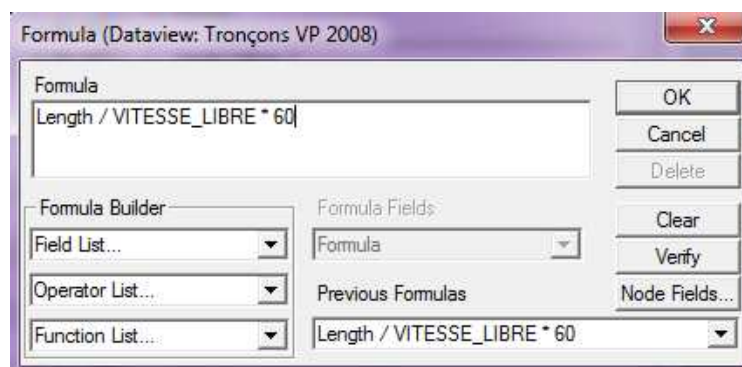 Formula (Dataview: Tronçons VP 2008)
Formula
Length / VITESSE_LIBRE * 60
OK
Cancel
Delete
Formula Builder
Formula Fields
Clear
Field List...
Formula
Verify
Operator List...
Previous Formulas
Node Fields...
Function List...
Length / VITESSE_LIBRE * 60